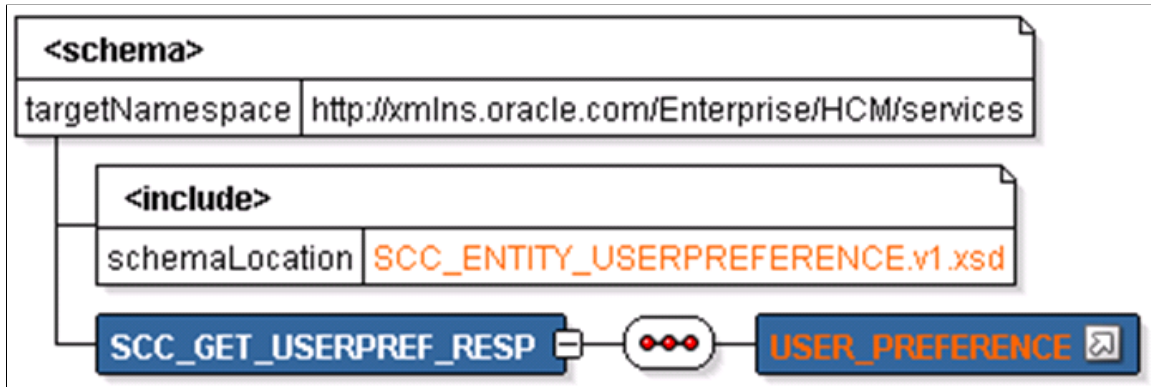 <schema>
targetNamespace http://xmlns.oracle.com/Enterprise/HCM/services
<include>
schemaLocation SCC_ENTITY_USERPREFERENCE.v1.xsd
SCC_GET_USERPREF_RESP USER_PREFERENCE